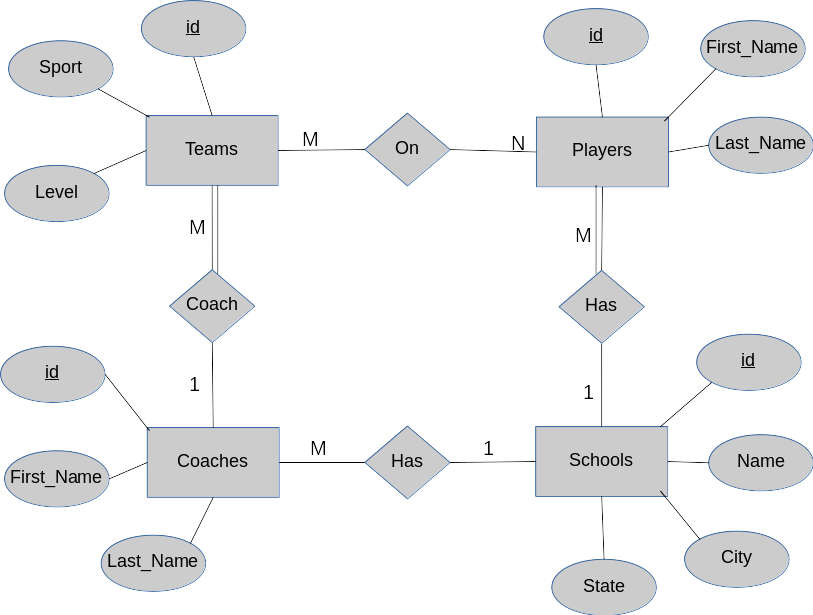 id
id
Sport
First_Name
Teams
M
On
N
Players
Last_Name
Level
M
M
Coach
Has
id
id
1
1
Coaches
M
Has
1
Schools
Name
First_Name
Last_Name
City
State